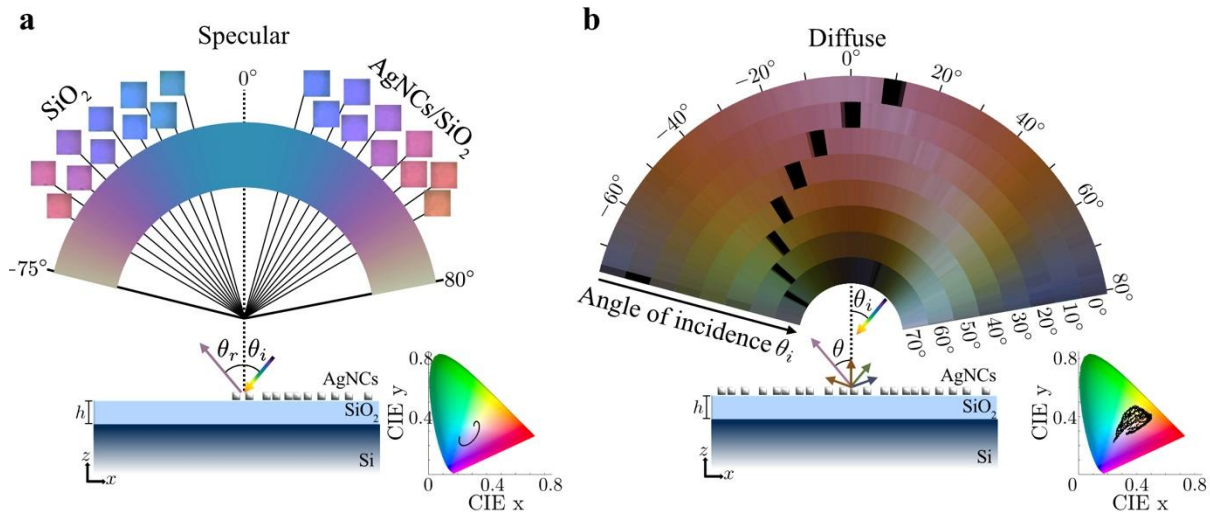 a
Specular
0°
SiO₂
AgNCs/SiO₂
-75°
80°
θr θi
AgNCs
h
SiO₂
Si
z
x
0.8
0.4
0
0.4
0.8
CIE y
CIE x
b
Diffuse
−60°
−40°
−20°
0°
20°
40°
60°
80°
0°
10°
20°
30°
40°
50°
60°
70°
Angle of incidence θi
θi
θ
AgNCs
h
SiO₂
Si
z
x
0.8
0.4
0
0.4
0.8
CIE y
CIE x